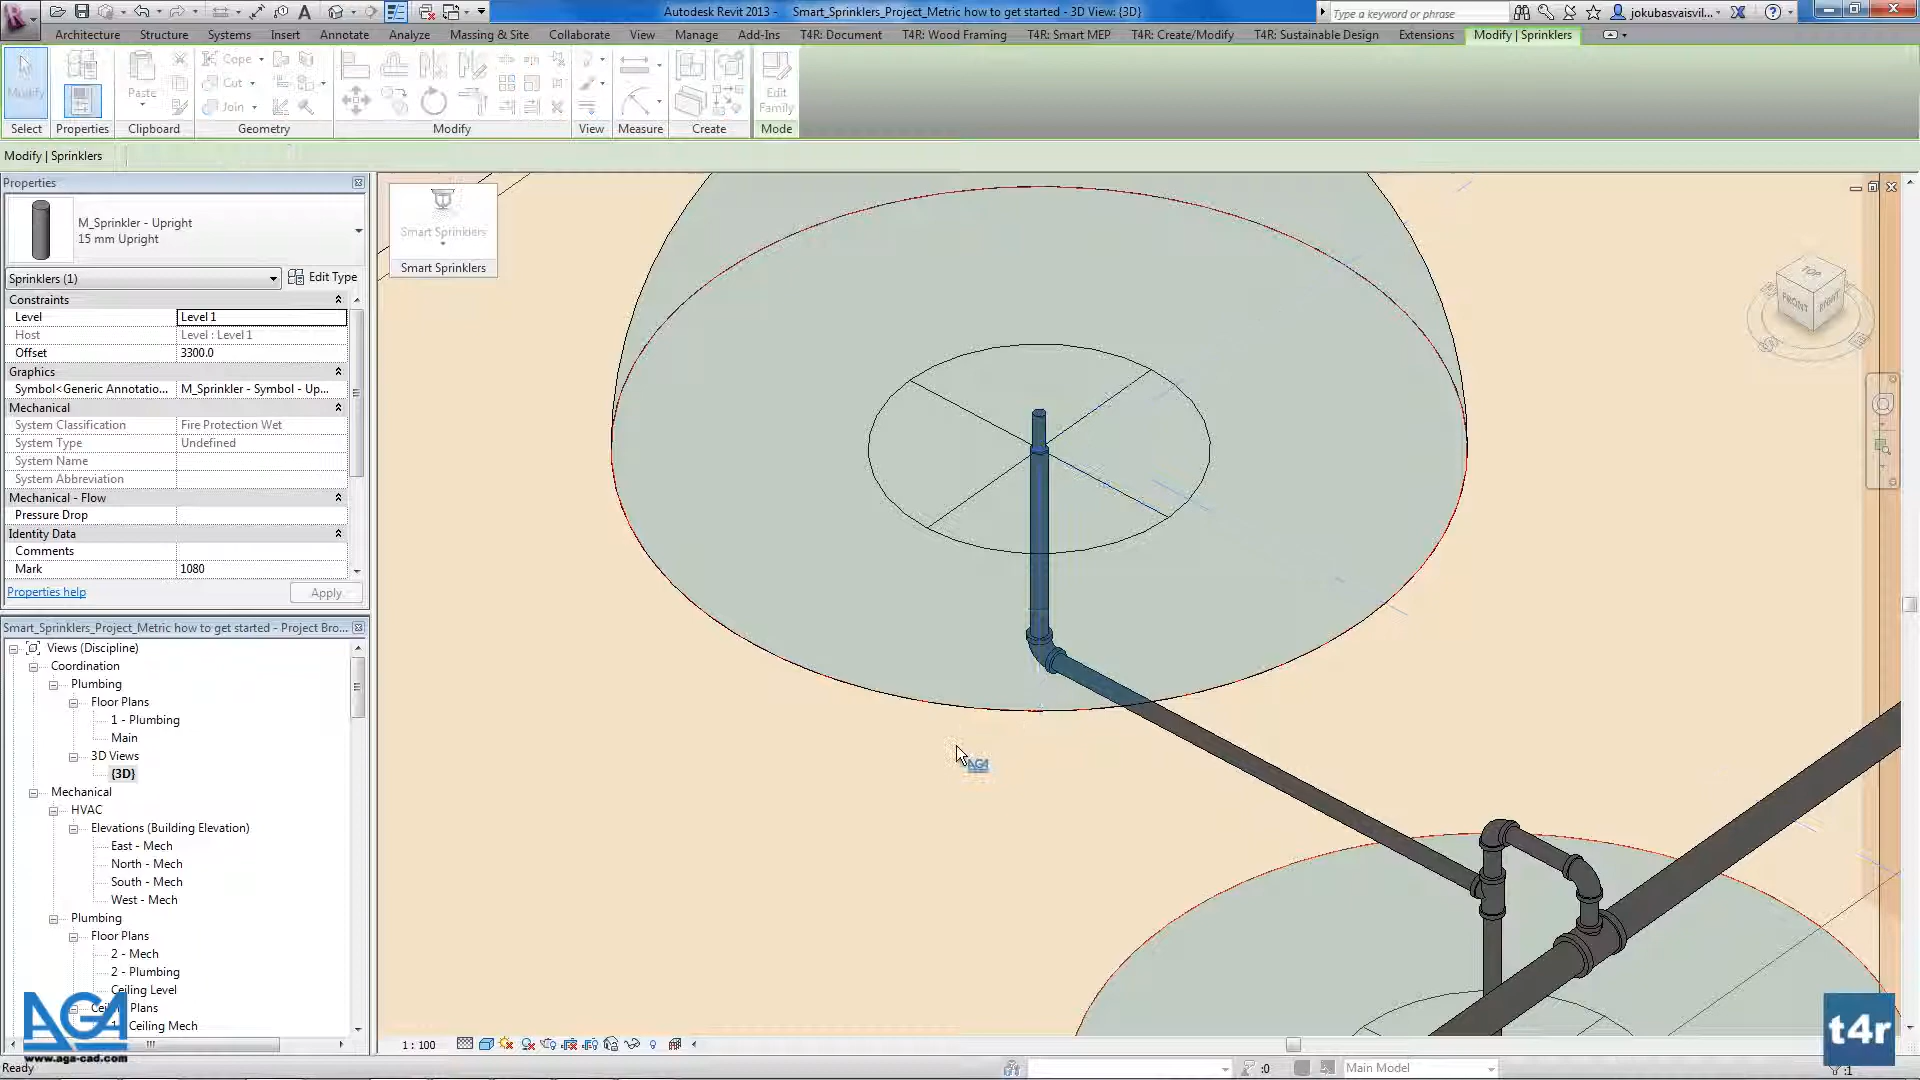 Autodesk Revit 2013 - Smart_Sprinklers_Project_Metric how to get started - 3D View: {3D}
Type a keyword or phrase
jokubasvaisvil...
Architecture Structure Systems Insert Annotate Analyze Massing & Site Collaborate View Manage Add-Ins T4R: Document T4R: Wood Framing T4R: Smart MEP T4R: Create/Modify T4R: Sustainable Design Extensions Modify | Sprinklers
Modify
Paste
Cope
Cut
Join
Edit
Family
Select Properties Clipboard Geometry Modify View Measure Create Mode
Modify | Sprinklers
Properties
M_Sprinkler - Upright
15 mm Upright
Sprinklers (1) Edit Type
Constraints
Level Level 1
Host Level : Level 1
Offset 3300.0
Graphics
Symbol<Generic Annotatio... M_Sprinkler - Symbol - Up...
Mechanical
System Classification Fire Protection Wet
System Type Undefined
System Name
System Abbreviation
Mechanical - Flow
Pressure Drop
Identity Data
Comments
Mark 1080
Properties help Apply
Smart Sprinklers
Smart Sprinklers
TOP
FRONT
RIGHT
Smart_Sprinklers_Project_Metric how to get started - Project Bro...
Views (Discipline)
Coordination
Plumbing
Floor Plans
1 - Plumbing
Main
3D Views
{3D}
Mechanical
HVAC
Elevations (Building Elevation)
East - Mech
North - Mech
South - Mech
West - Mech
Plumbing
Floor Plans
2 - Mech
2 - Plumbing
Ceiling Level
Plans
Ceiling Mech
AGA
www.aga-cad.com
AGA
1 : 100
Ready
:0
Main Model
:1
t4r